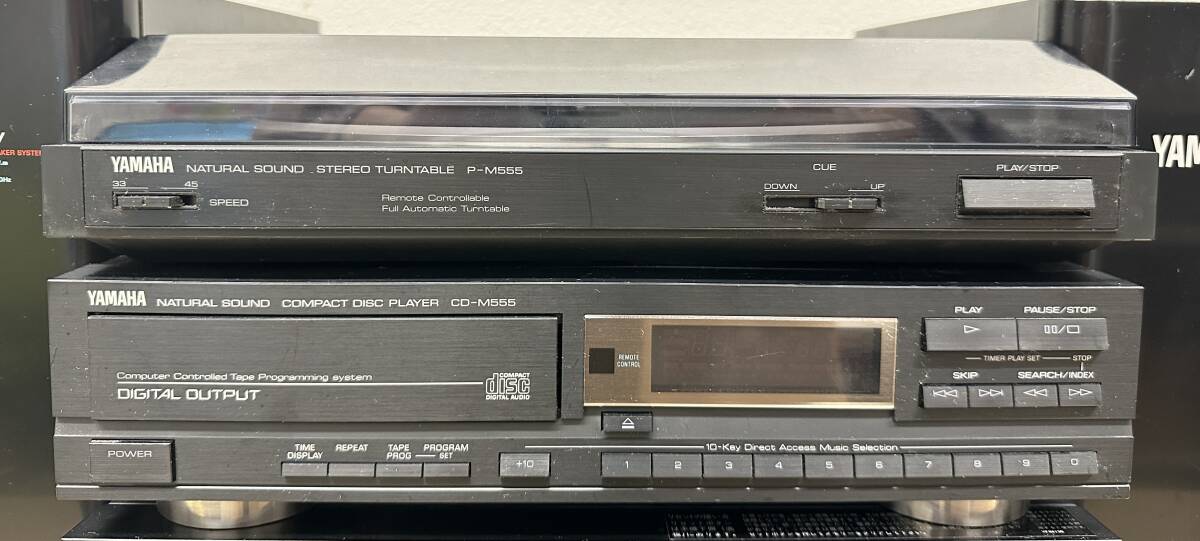 YAMAHA NATURAL SOUND STEREO TURNTABLE P-M555
33 45
SPEED
Remote Controllable
Full Automatic Turntable
CUE
DOWN UP
PLAY/STOP
AKER SYSTEM
YAM
YAMAHA NATURAL SOUND COMPACT DISC PLAYER CD-M555
Computer Controlled Tape Programming system
DIGITAL OUTPUT
COMPACT
disc
DIGITAL AUDIO
REMOTE
CONTROL
PLAY PAUSE/STOP
TIMER PLAY SET STOP
SKIP SEARCH/INDEX
POWER
TIME
DISPLAY
REPEAT
TAPE
PROG
PROGRAM
SET
10-Key Direct Access Music Selection
+10 1 2 3 4 5 6 7 8 9 0